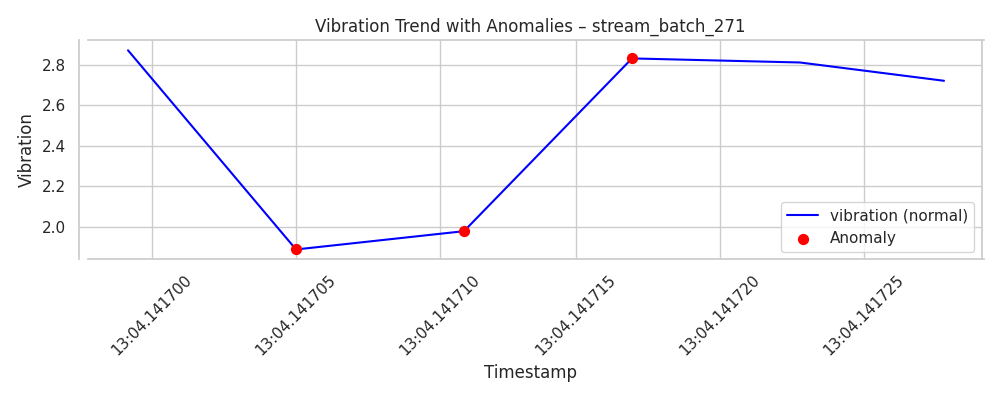 Vibration Trend with Anomalies – stream_batch_271
Vibration
2.8
2.6
2.4
2.2
2.0
vibration (normal)
Anomaly
13:04.141700
13:04.141705
13:04.141710
13:04.141715
13:04.141720
13:04.141725
Timestamp